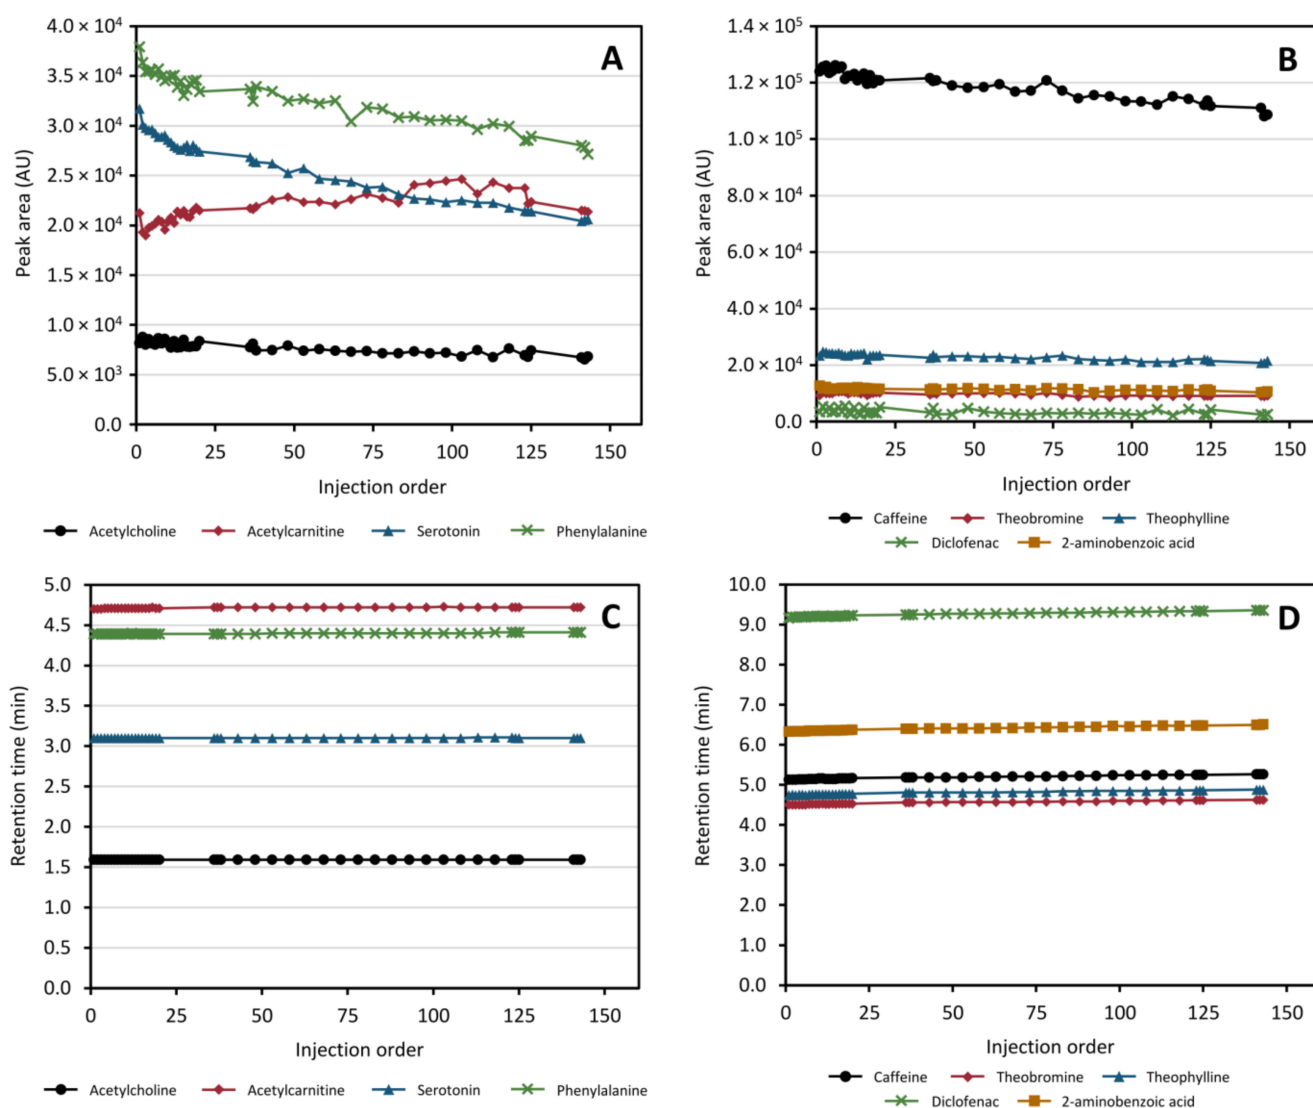 A
4.0 × 10⁴
3.5 × 10⁴
3.0 × 10⁴
2.5 × 10⁴
2.0 × 10⁴
1.5 × 10⁴
1.0 × 10⁴
5.0 × 10³
0.0
Peak area (AU)
0 25 50 75 100 125 150
Injection order
Acetylcholine Acetylcarnitine Serotonin Phenylalanine
B
1.4 × 10⁵
1.2 × 10⁵
1.0 × 10⁵
8.0 × 10⁴
6.0 × 10⁴
4.0 × 10⁴
2.0 × 10⁴
0.0
Peak area (AU)
0 25 50 75 100 125 150
Injection order
Caffeine Theobromine Theophylline
Diclofenac 2-aminobenzoic acid
C
5.0
4.5
4.0
3.5
3.0
2.5
2.0
1.5
1.0
0.5
0.0
Retention time (min)
0 25 50 75 100 125 150
Injection order
Acetylcholine Acetylcarnitine Serotonin Phenylalanine
D
10.0
9.0
8.0
7.0
6.0
5.0
4.0
3.0
2.0
1.0
0.0
Retention time (min)
0 25 50 75 100 125 150
Injection order
Caffeine Theobromine Theophylline
Diclofenac 2-aminobenzoic acid